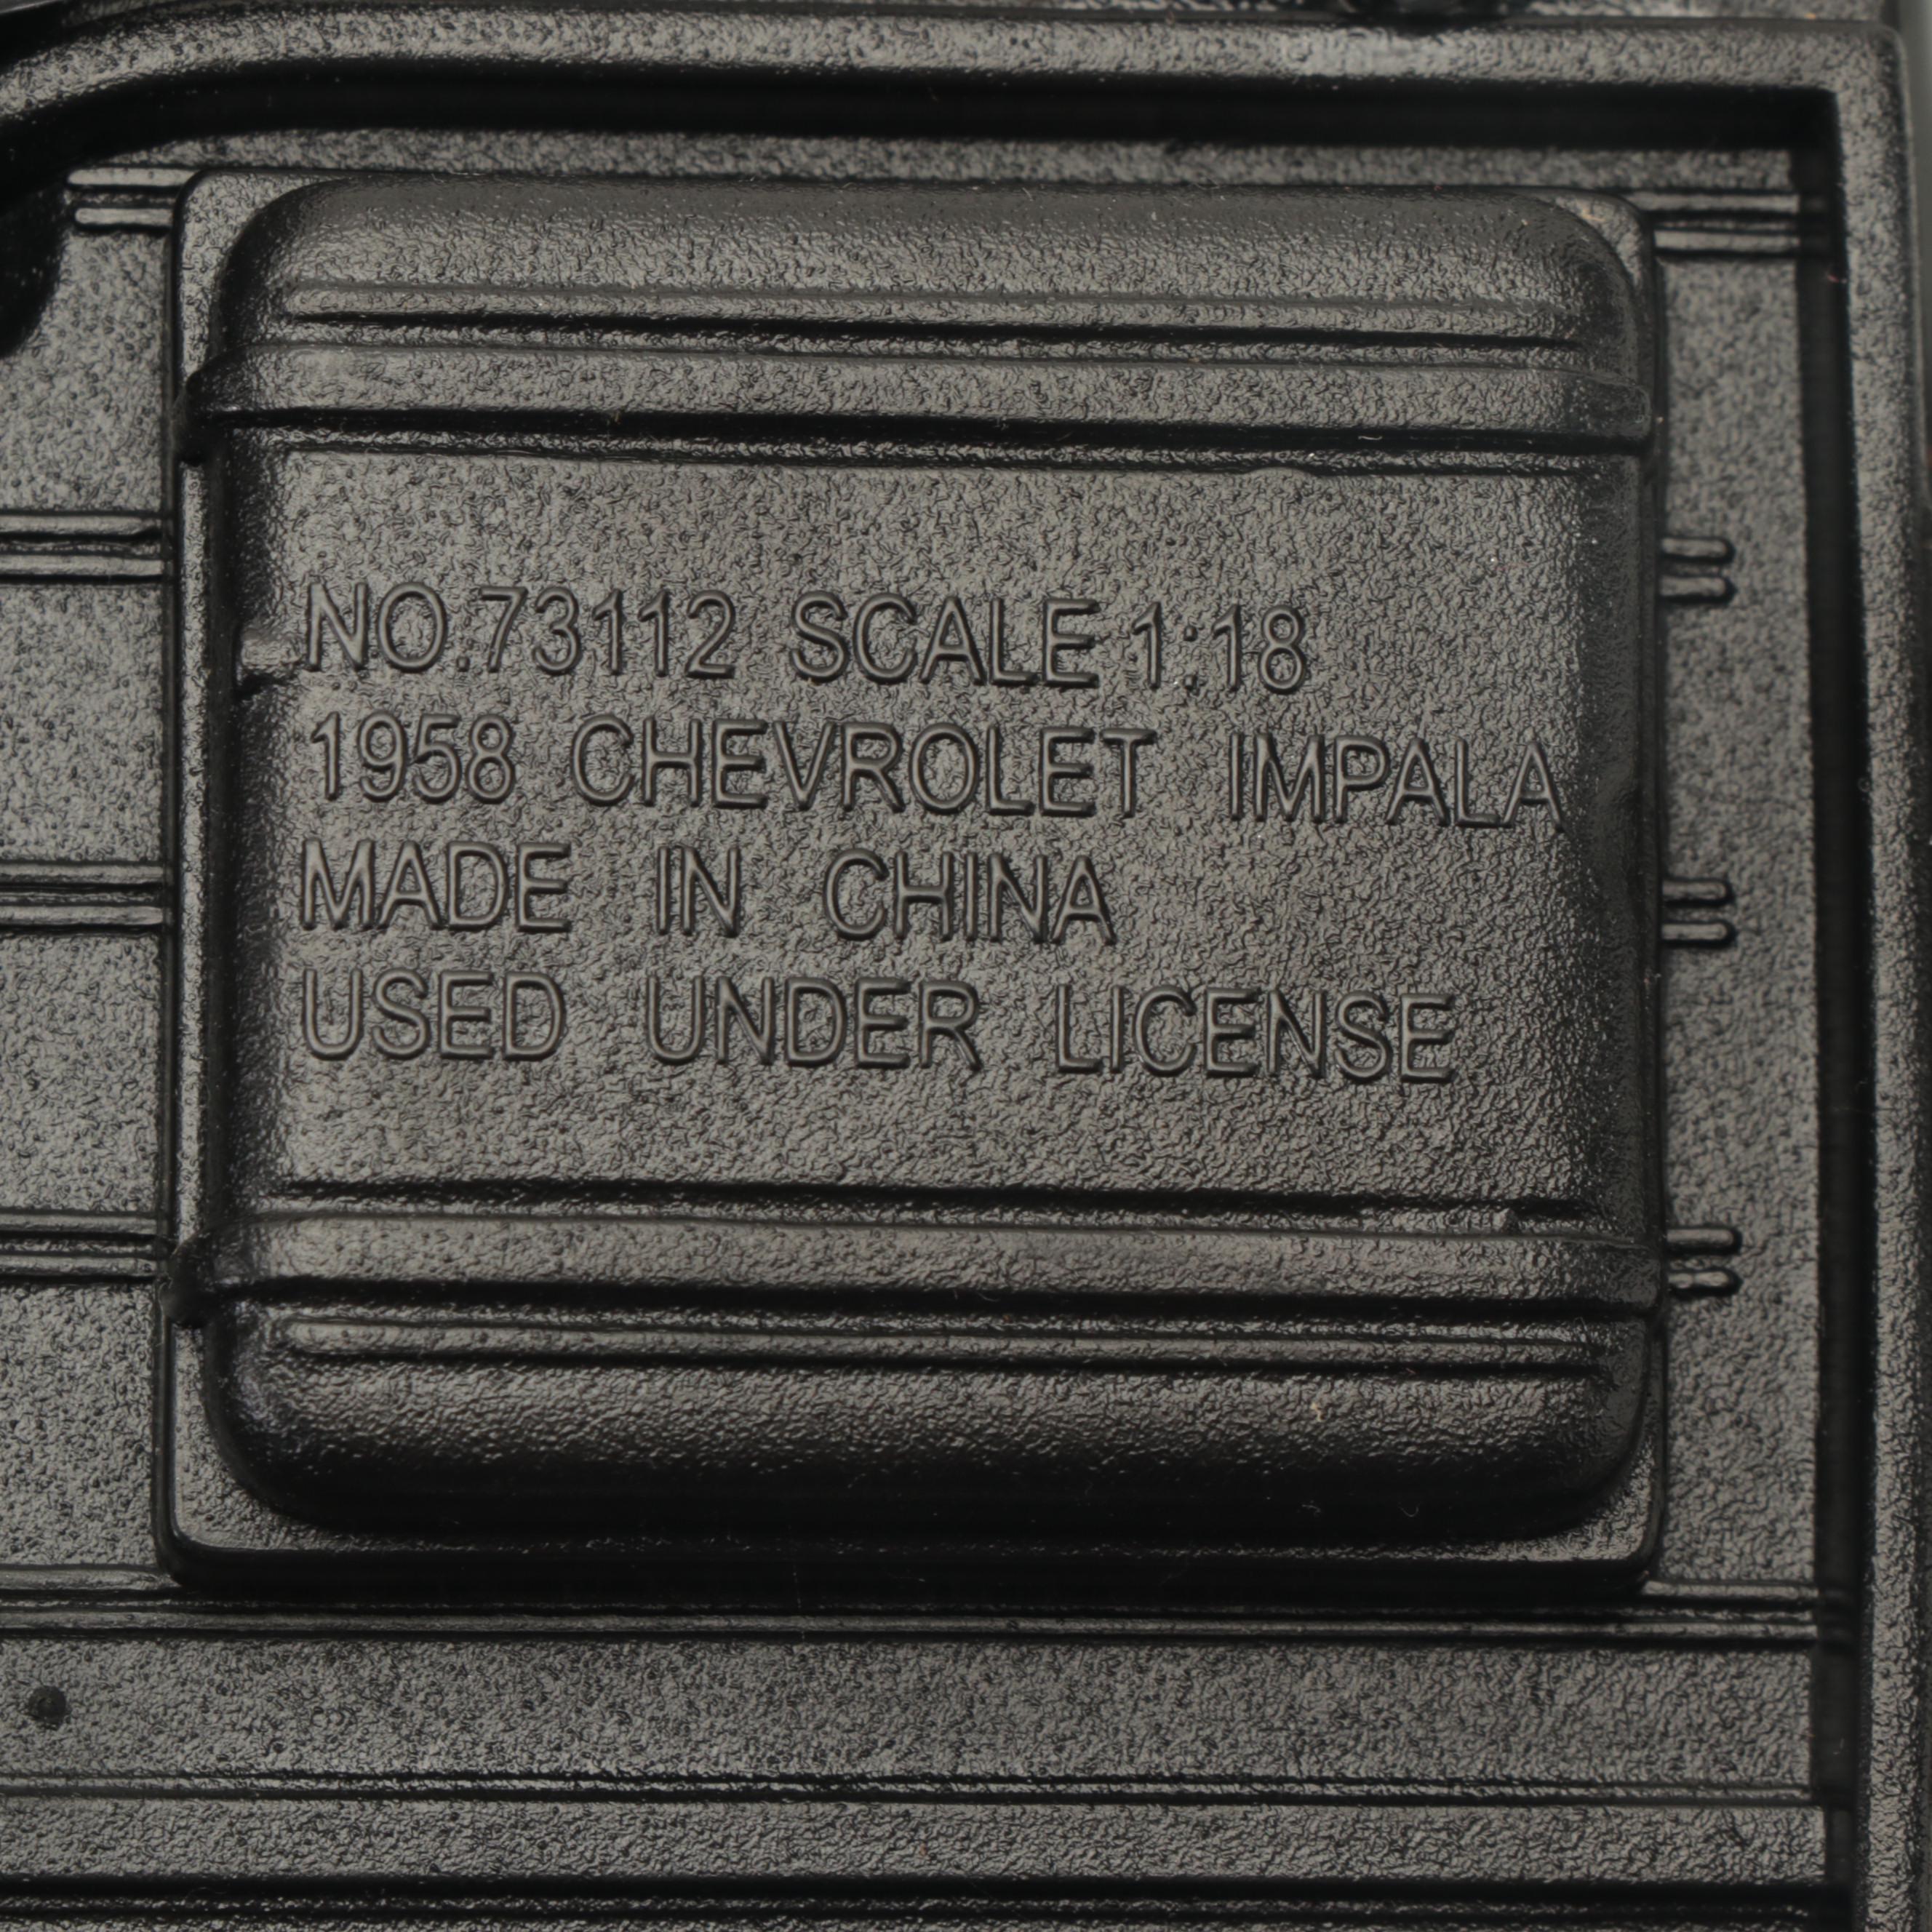 NO.73112 SCALE 1:18
1958 CHEVROLET IMPALA
MADE IN CHINA
USED UNDER LICENSE